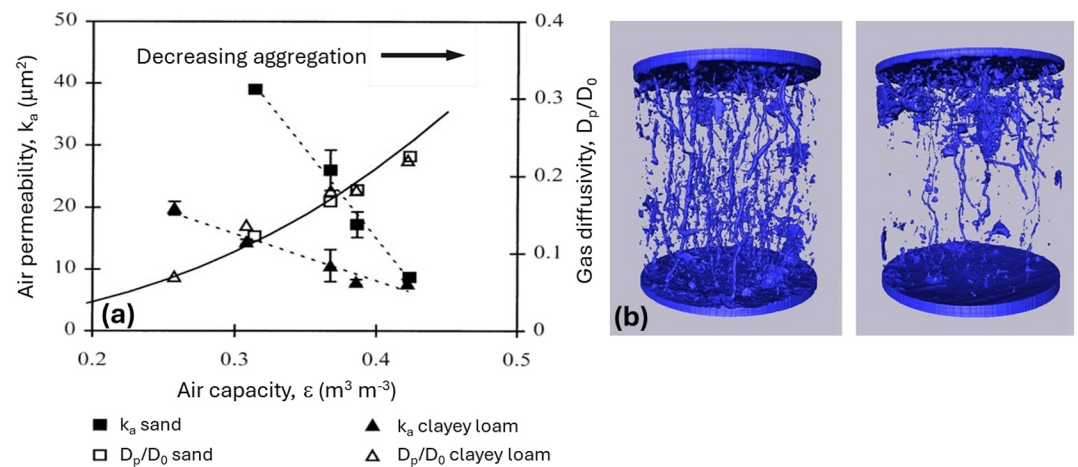 50
40
30
20
10
0
Air permeability, kₐ (μm²)
Decreasing aggregation
0.4
0.3
0.2
0.1
0
Gas diffusivity, Dₚ/D₀
(a)
0.2 0.3 0.4 0.5
Air capacity, ε (m³ m⁻³)
kₐ sand
kₐ clayey loam
Dₚ/D₀ sand
Dₚ/D₀ clayey loam
(b)